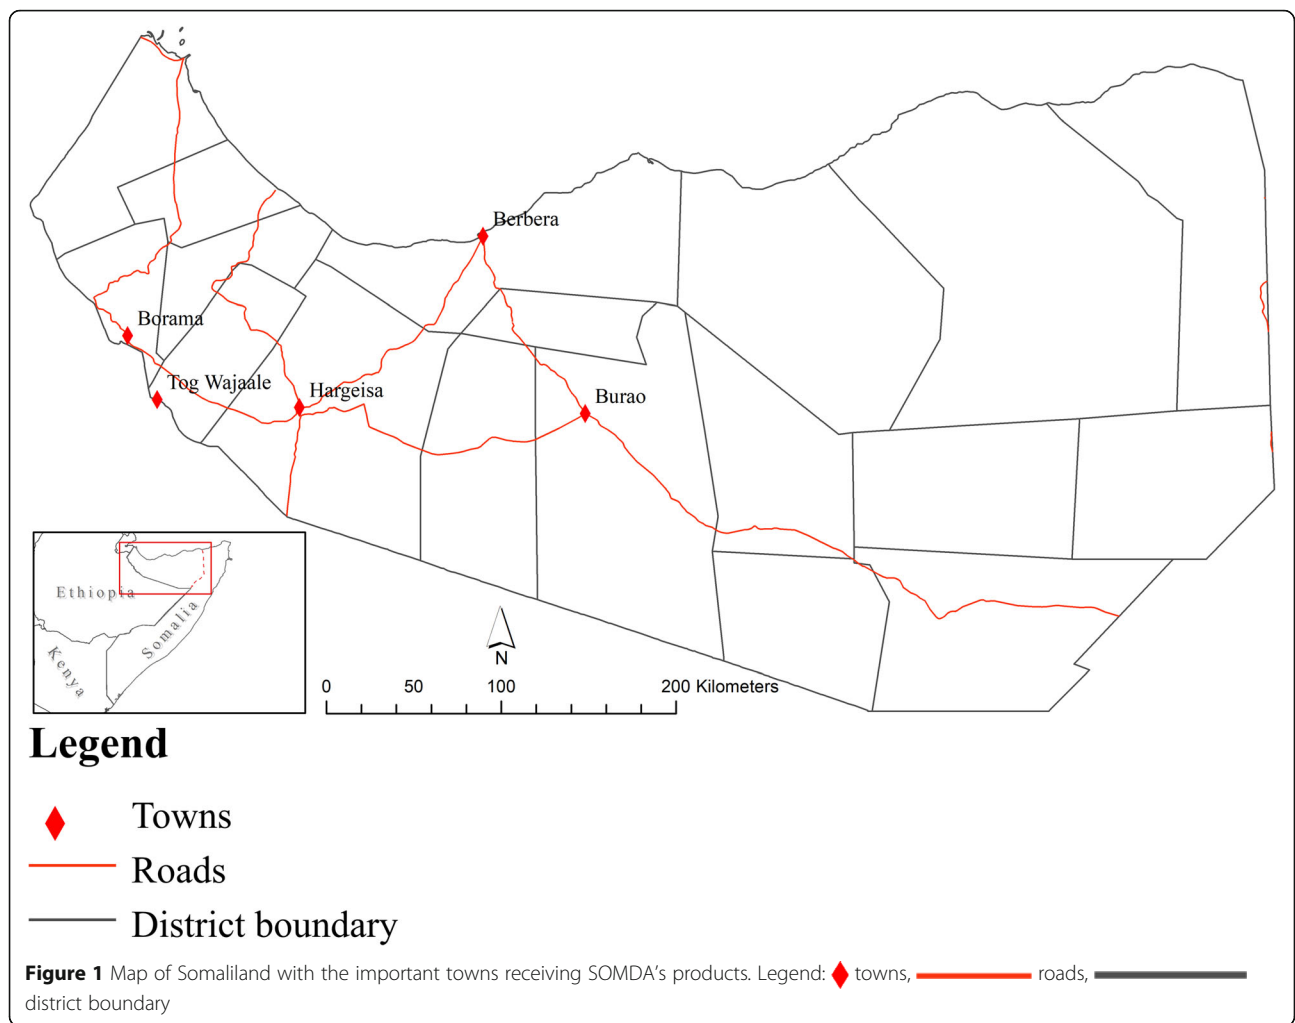 Berbera
Borama
Tog Wajaale
Hargeisa
Burao
Ethiopia
Somalia
Kenya
N
0 50 100 200 Kilometers
Legend
Towns
Roads
District boundary
Figure 1 Map of Somaliland with the important towns receiving SOMDA's products. Legend: towns, roads,
district boundary